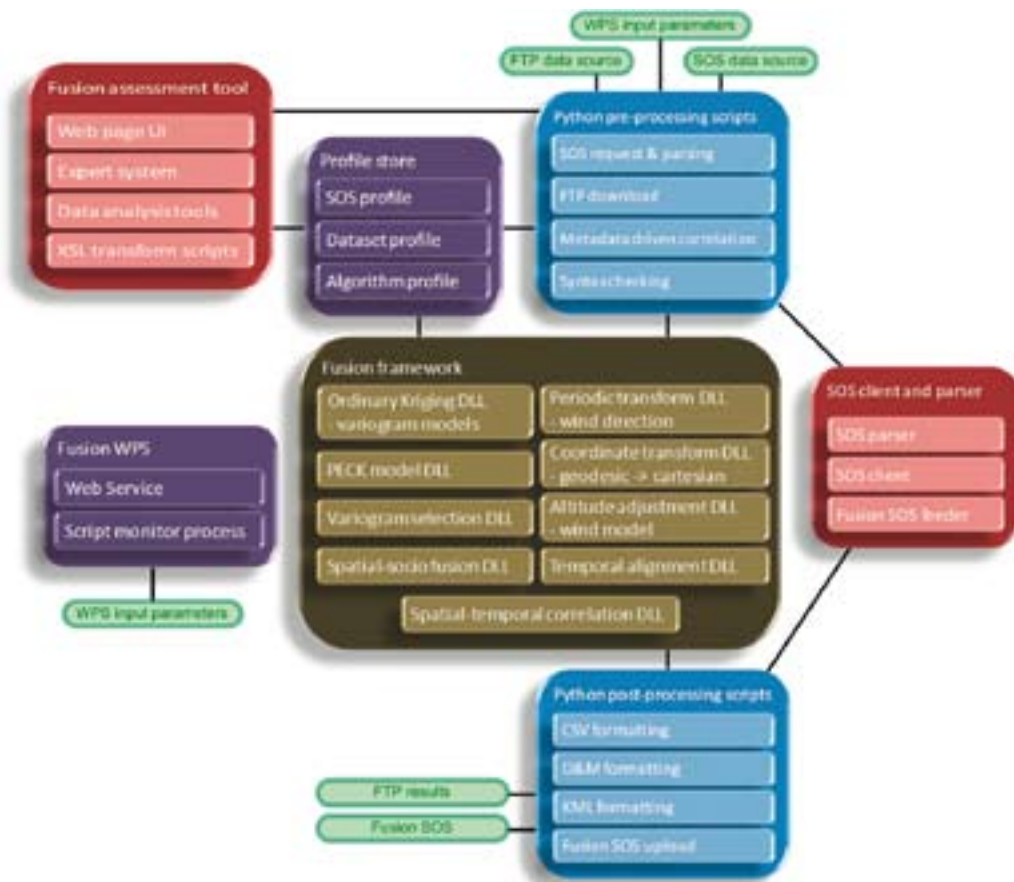 WPS input parameters
FTP data source
SOS data source
Fusion assessment tool
Web page UI
Expert system
Data analysis tools
XSL transform scripts
Profile store
SOS profile
Dataset profile
Algorithm profile
Python pre-processing scripts
SOS request & parsing
FTP download
Metadata driven correlation
Syntax cherking
Fusion framework
Ordinary Kriging DLL
- variogram models
PECK model DLL
Variogram selection DLL
Spatial-socio fusion DLL
Periodic transform DLL
- wind direction
Coordinate transform DLL
- geodesic -> cartesian
Altitude adjustment DLL
- wind model
Temporal alignment DLL
Spatial-temporal correlation DLL
Fusion WPS
Web Service
Script monitor process
WPS input parameters
SOS client and parser
SOS parser
SOS client
Fusion SOS feeder
Python post-processing scripts
CSV formatting
O&M formatting
KML formatting
Fusion SOS upload
FTP results
Fusion SOS